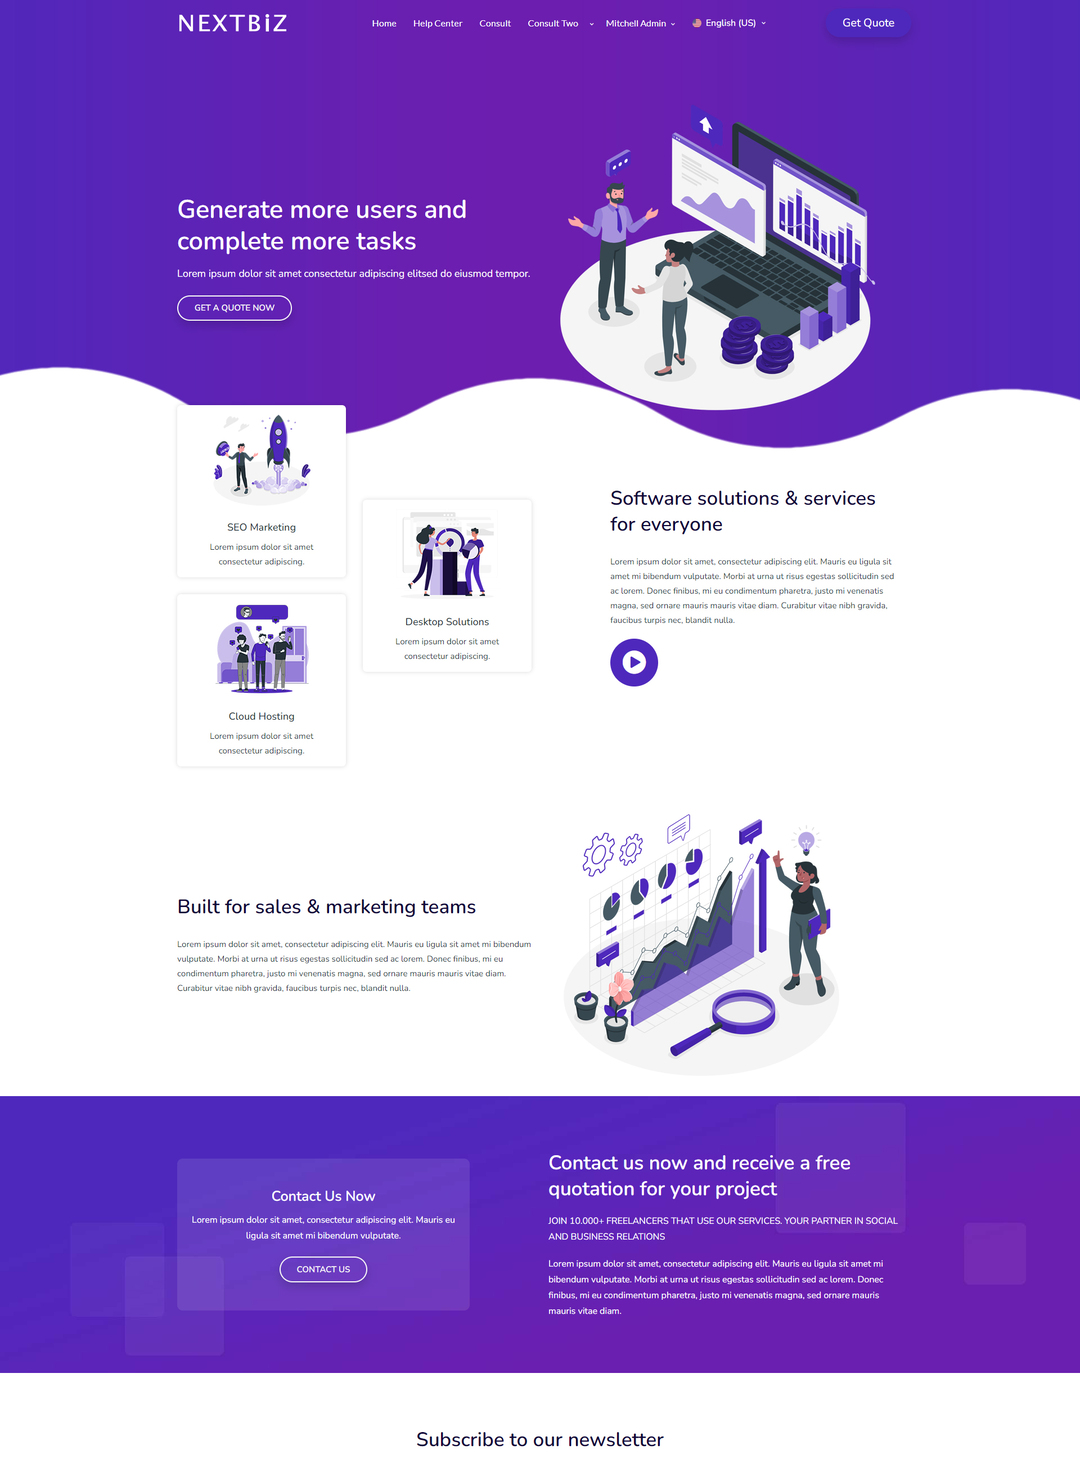 NEXTBIZ
Home
Help Center
Consult
Consult Two
Mitchell Admin
English (US)
Get Quote
Generate more users and
complete more tasks
Lorem ipsum dolor sit amet consectetur adipiscing elitsed do eiusmod tempor.
GET A QUOTE NOW
SEO Marketing
Lorem ipsum dolor sit amet
consectetur adipiscing.
Desktop Solutions
Lorem ipsum dolor sit amet
consectetur adipiscing.
Cloud Hosting
Lorem ipsum dolor sit amet
consectetur adipiscing.
Software solutions & services
for everyone
Lorem ipsum dolor sit amet, consectetur adipiscing elit. Mauris eu ligula sit
amet mi bibendum vulputate. Morbi at urna ut risus egestas sollicitudin sed
ac lorem. Donec finibus, mi eu condimentum pharetra, justo mi venenatis
magna, sed ornare mauris mauris vitae diam. Curabitur vitae nibh gravida,
faucibus turpis nec, blandit nulla.
Built for sales & marketing teams
Lorem ipsum dolor sit amet, consectetur adipiscing elit. Mauris eu ligula sit amet mi bibendum
vulputate. Morbi at urna ut risus egestas sollicitudin sed ac lorem. Donec finibus, mi eu
condimentum pharetra, justo mi venenatis magna, sed ornare mauris mauris vitae diam.
Curabitur vitae nibh gravida, faucibus turpis nec, blandit nulla.
Contact Us Now
Lorem ipsum dolor sit amet, consectetur adipiscing elit. Mauris eu
ligula sit amet mi bibendum vulputate.
CONTACT US
Contact us now and receive a free
quotation for your project
JOIN 10.000+ FREELANCERS THAT USE OUR SERVICES. YOUR PARTNER IN SOCIAL
AND BUSINESS RELATIONS
Lorem ipsum dolor sit amet, consectetur adipiscing elit. Mauris eu ligula sit amet mi
bibendum vulputate. Morbi at urna ut risus egestas sollicitudin sed ac lorem. Donec
finibus, mi eu condimentum pharetra, justo mi venenatis magna, sed ornare mauris
mauris vitae diam.
Subscribe to our newsletter